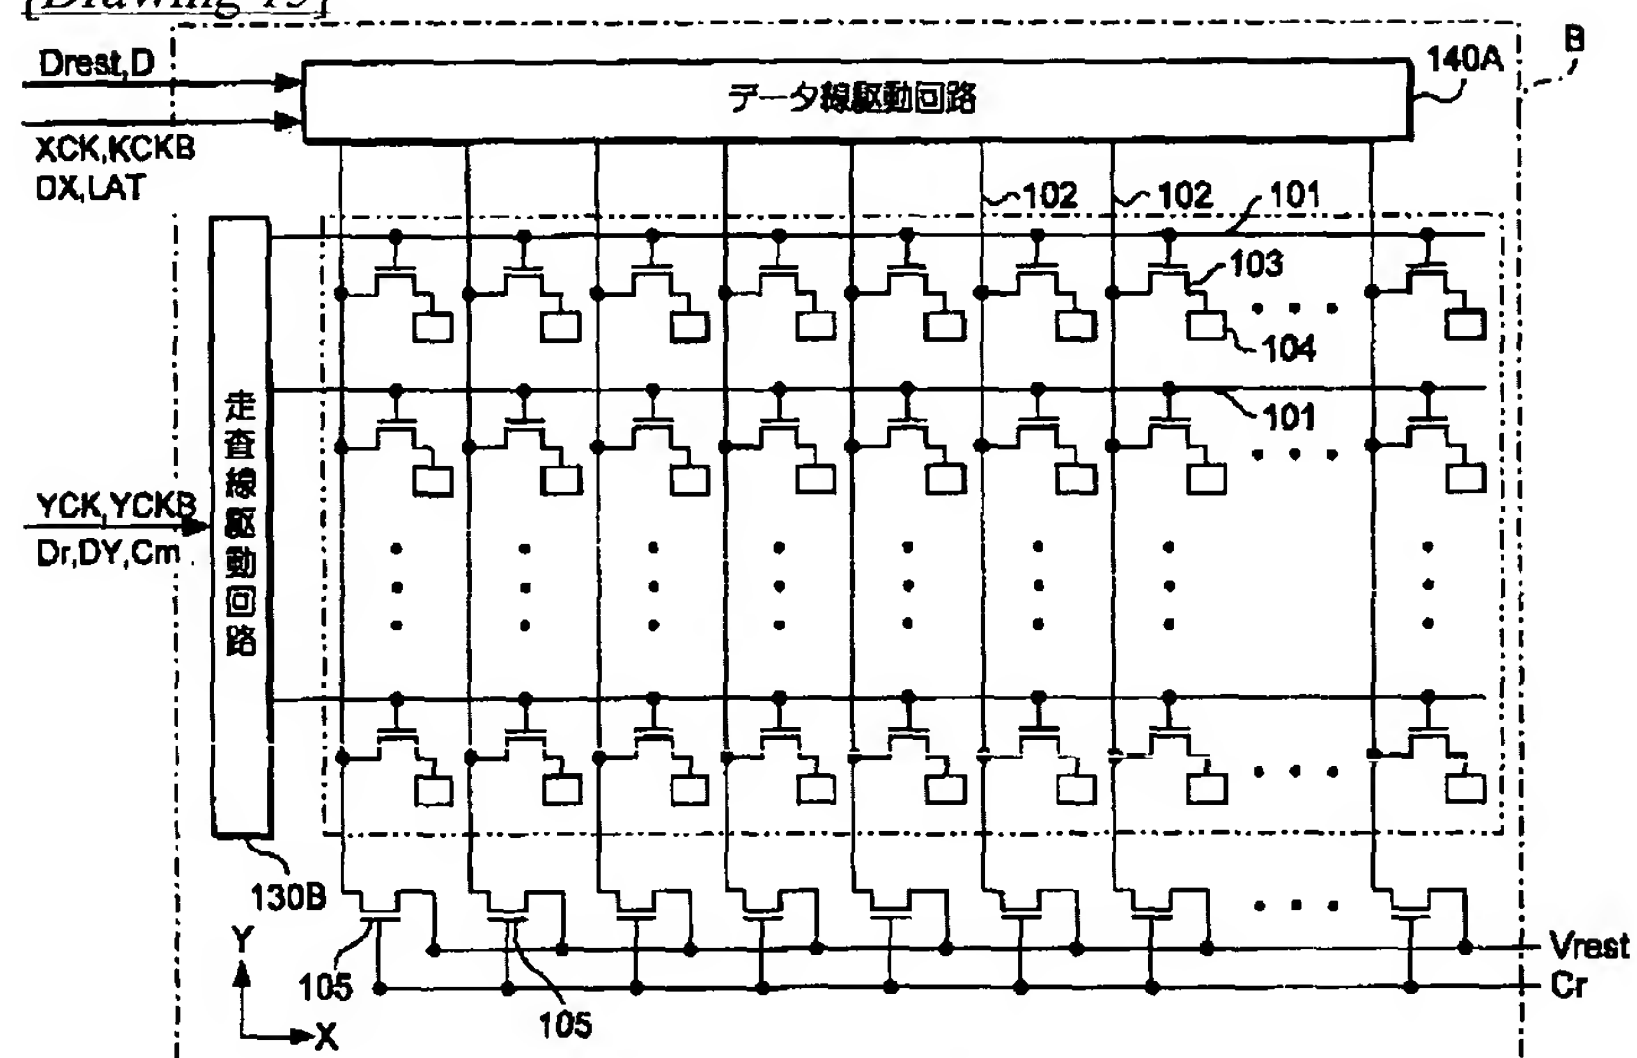 [Drawing 15]
B
Drest,D
140A
データ線駆動回路
XCK,KCKB
DX,LAT
102
102
101
103
104
101
走査線駆動回路
YCK,YCKB
Dr,DY,Cm
130B
105
105
Y
X
Vrest
Cr